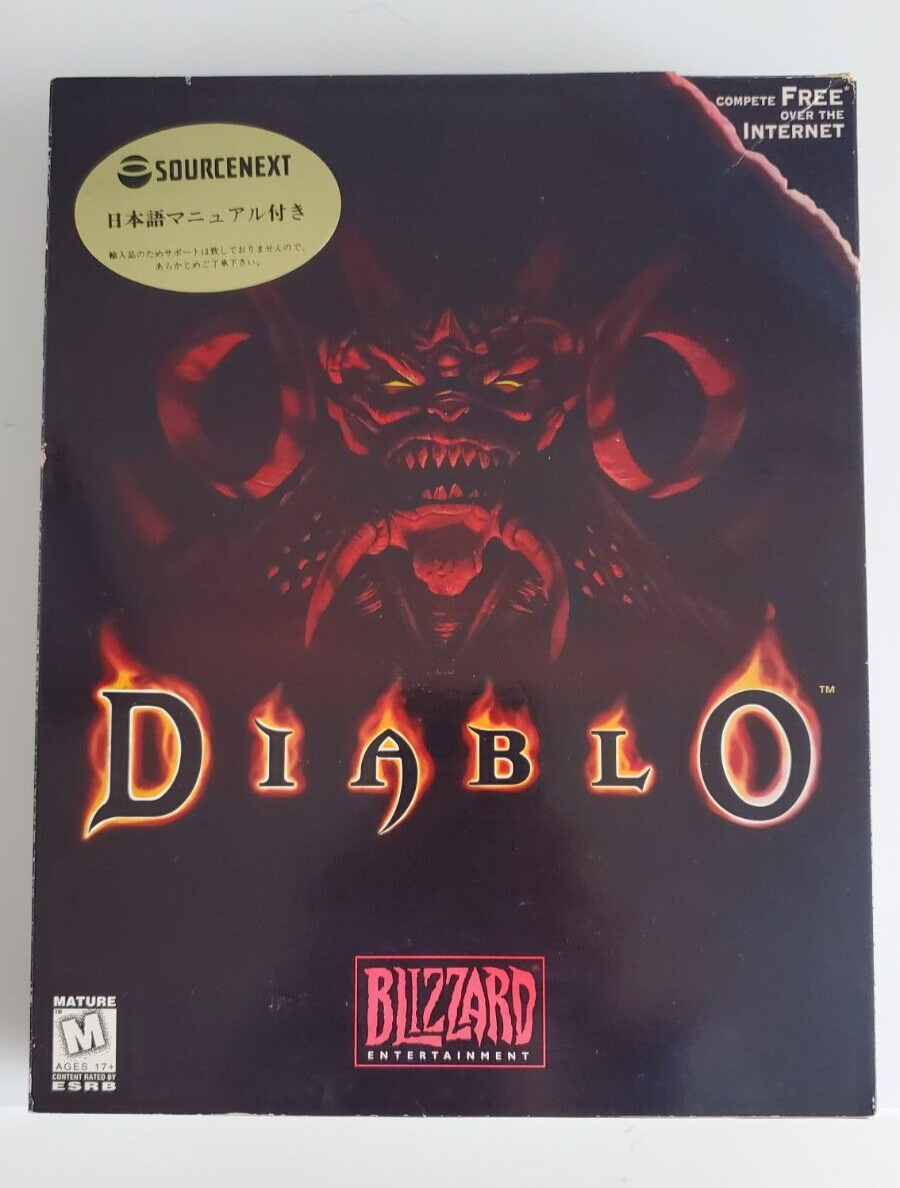 COMPETE FREE*
OVER THE
INTERNET
SOURCENEXT
日本語マニュアル付き
輸入品のためサポートは致しておりませんので、
あらかじめご了承下さい。
DIABLO™
BLIZZARD®
ENTERTAINMENT
MATURE
M™
AGES 17+
CONTENT RATED BY
ESRB